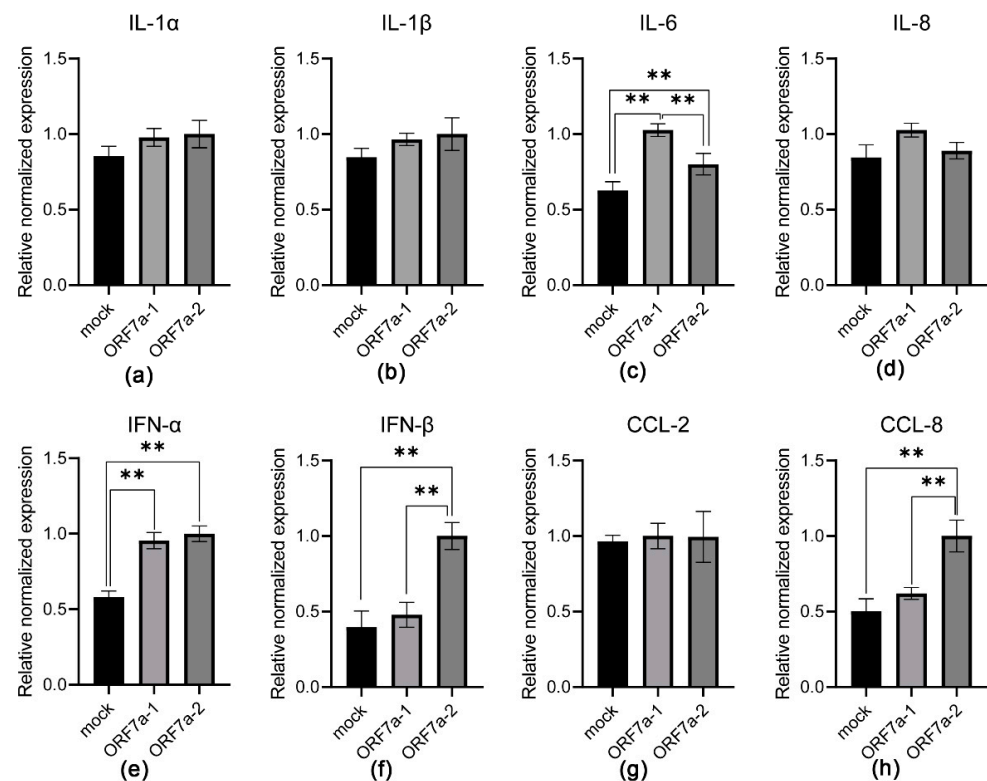 IL-1α
Relative normalized expression
1.5
1.0
0.5
0.0
mock
ORF7a-1
ORF7a-2
(a)
IL-1β
Relative normalized expression
1.5
1.0
0.5
0.0
mock
ORF7a-1
ORF7a-2
(b)
IL-6
Relative normalized expression
1.5
1.0
0.5
0.0
**
** **
mock
ORF7a-1
ORF7a-2
(c)
IL-8
Relative normalized expression
1.5
1.0
0.5
0.0
mock
ORF7a-1
ORF7a-2
(d)
IFN-α
Relative normalized expression
1.5
1.0
0.5
0.0
**
**
mock
ORF7a-1
ORF7a-2
(e)
IFN-β
Relative normalized expression
1.5
1.0
0.5
0.0
**
**
mock
ORF7a-1
ORF7a-2
(f)
CCL-2
Relative normalized expression
1.5
1.0
0.5
0.0
mock
ORF7a-1
ORF7a-2
(g)
CCL-8
Relative normalized expression
1.5
1.0
0.5
0.0
**
**
mock
ORF7a-1
ORF7a-2
(h)